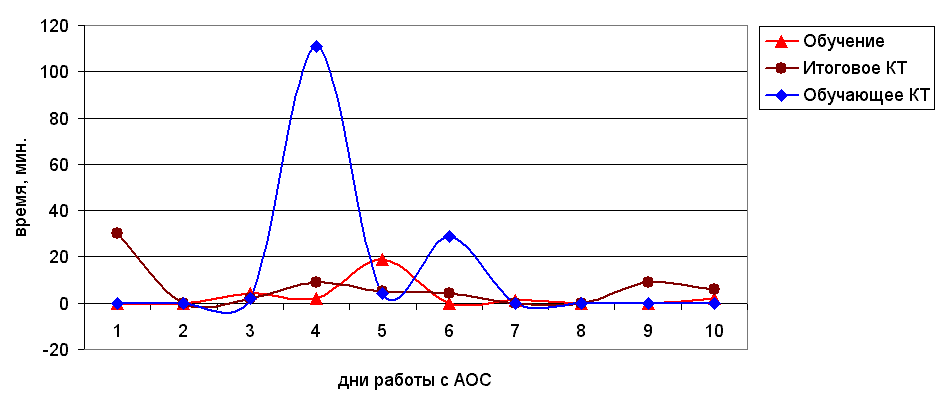 120
100
80
60
40
20
0
-20
время, мин.
1 2 3 4 5 6 7 8 9 10
дни работы с АОС
Обучение
Итоговое КТ
Обучающее КТ